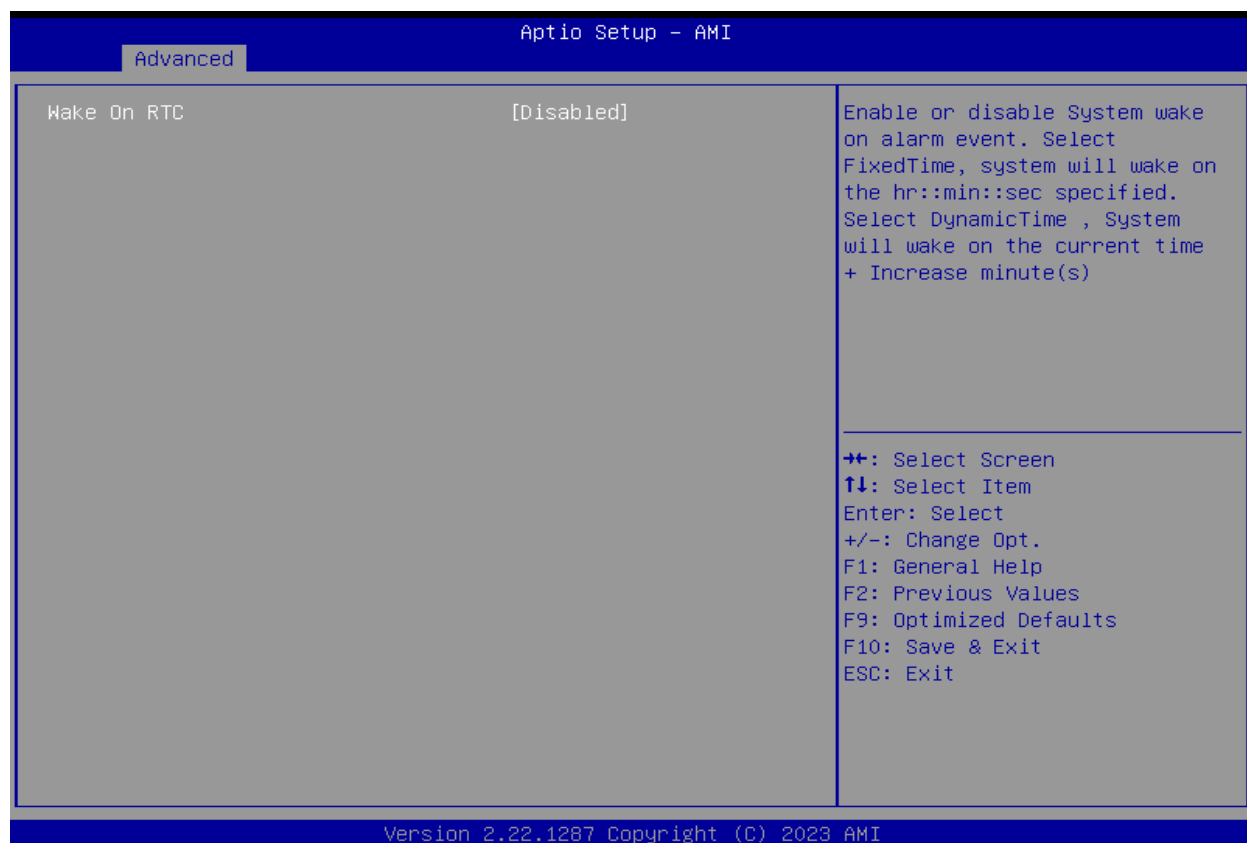 Aptio Setup – AMI
Advanced
Wake On RTC [Disabled]
Enable or disable System wake
on alarm event. Select
FixedTime, system will wake on
the hr::min::sec specified.
Select DynamicTime , System
will wake on the current time
+ Increase minute(s)
→←: Select Screen
↑↓: Select Item
Enter: Select
+/-: Change Opt.
F1: General Help
F2: Previous Values
F9: Optimized Defaults
F10: Save & Exit
ESC: Exit
Version 2.22.1287 Copyright (C) 2023 AMI